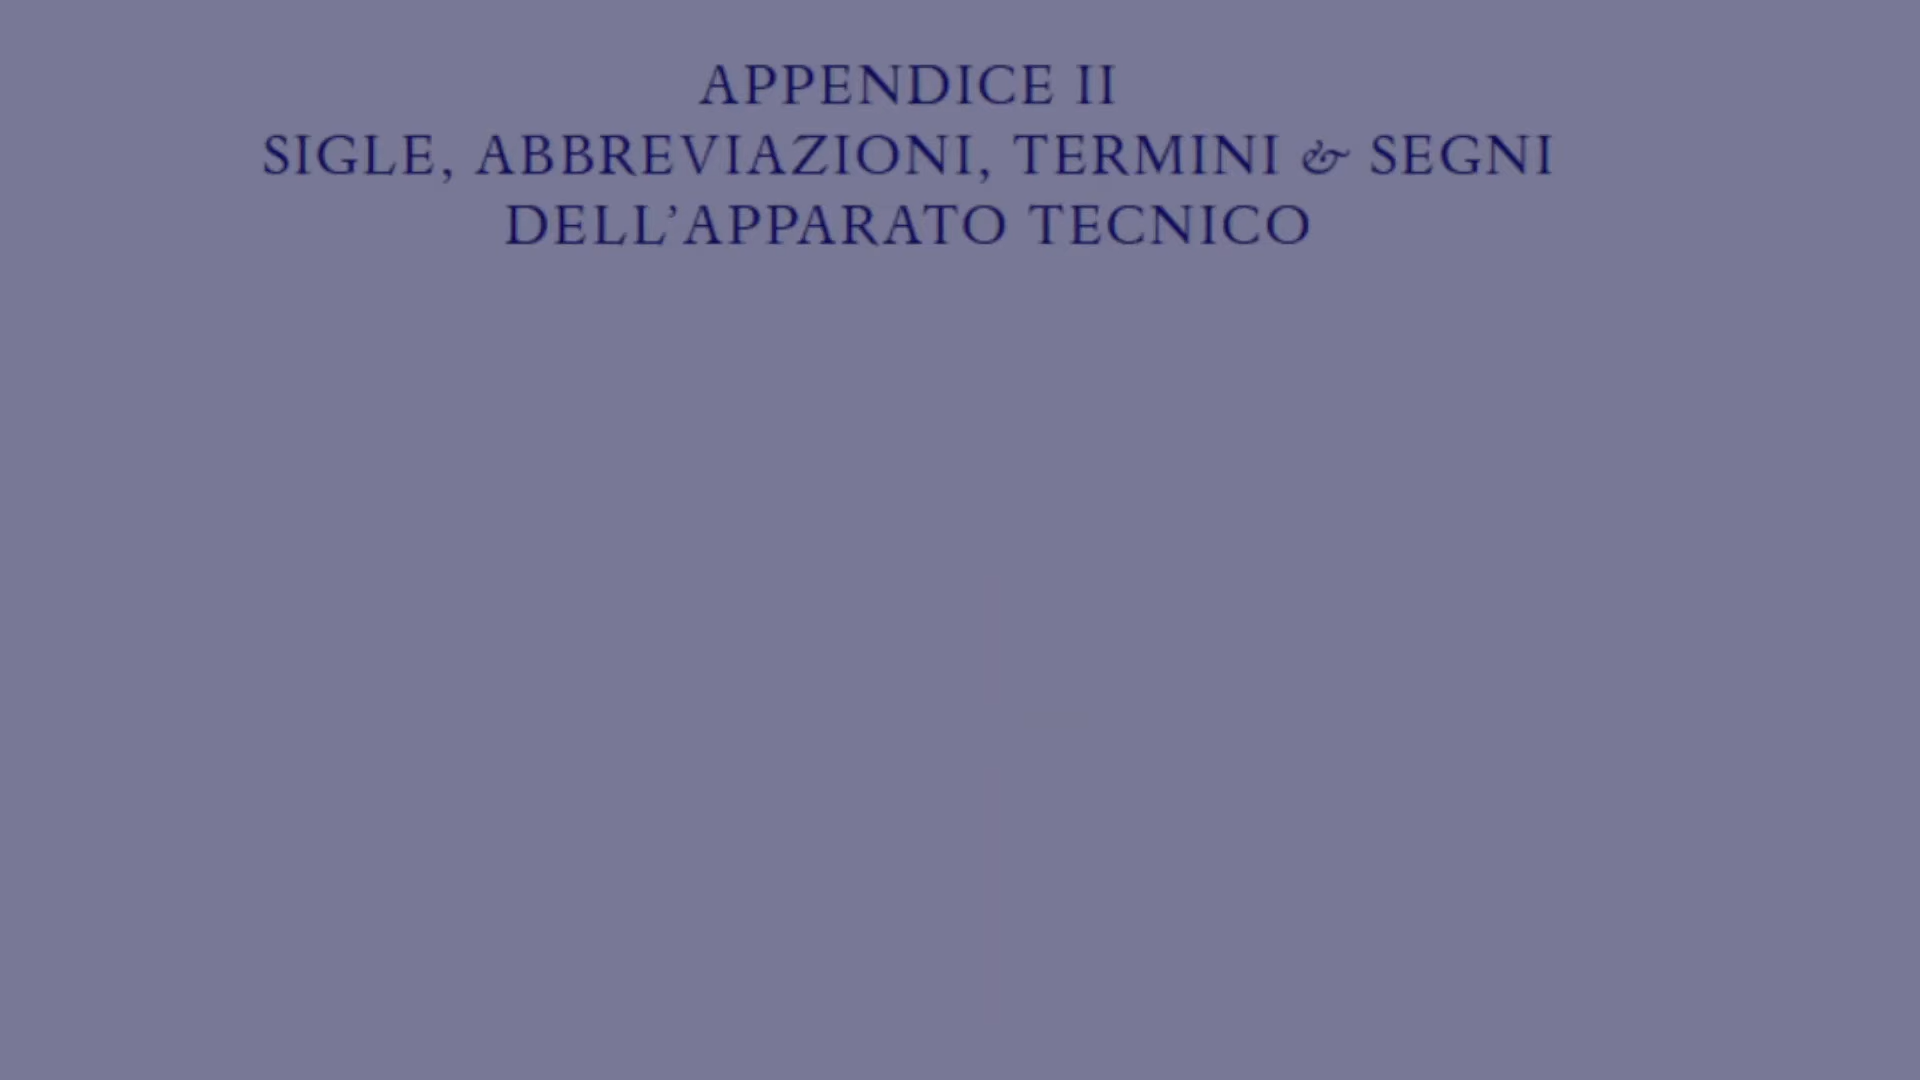 APPENDICE II
SIGLE, ABBREVIAZIONI, TERMINI & SEGNI
DELL’APPARATO TECNICO